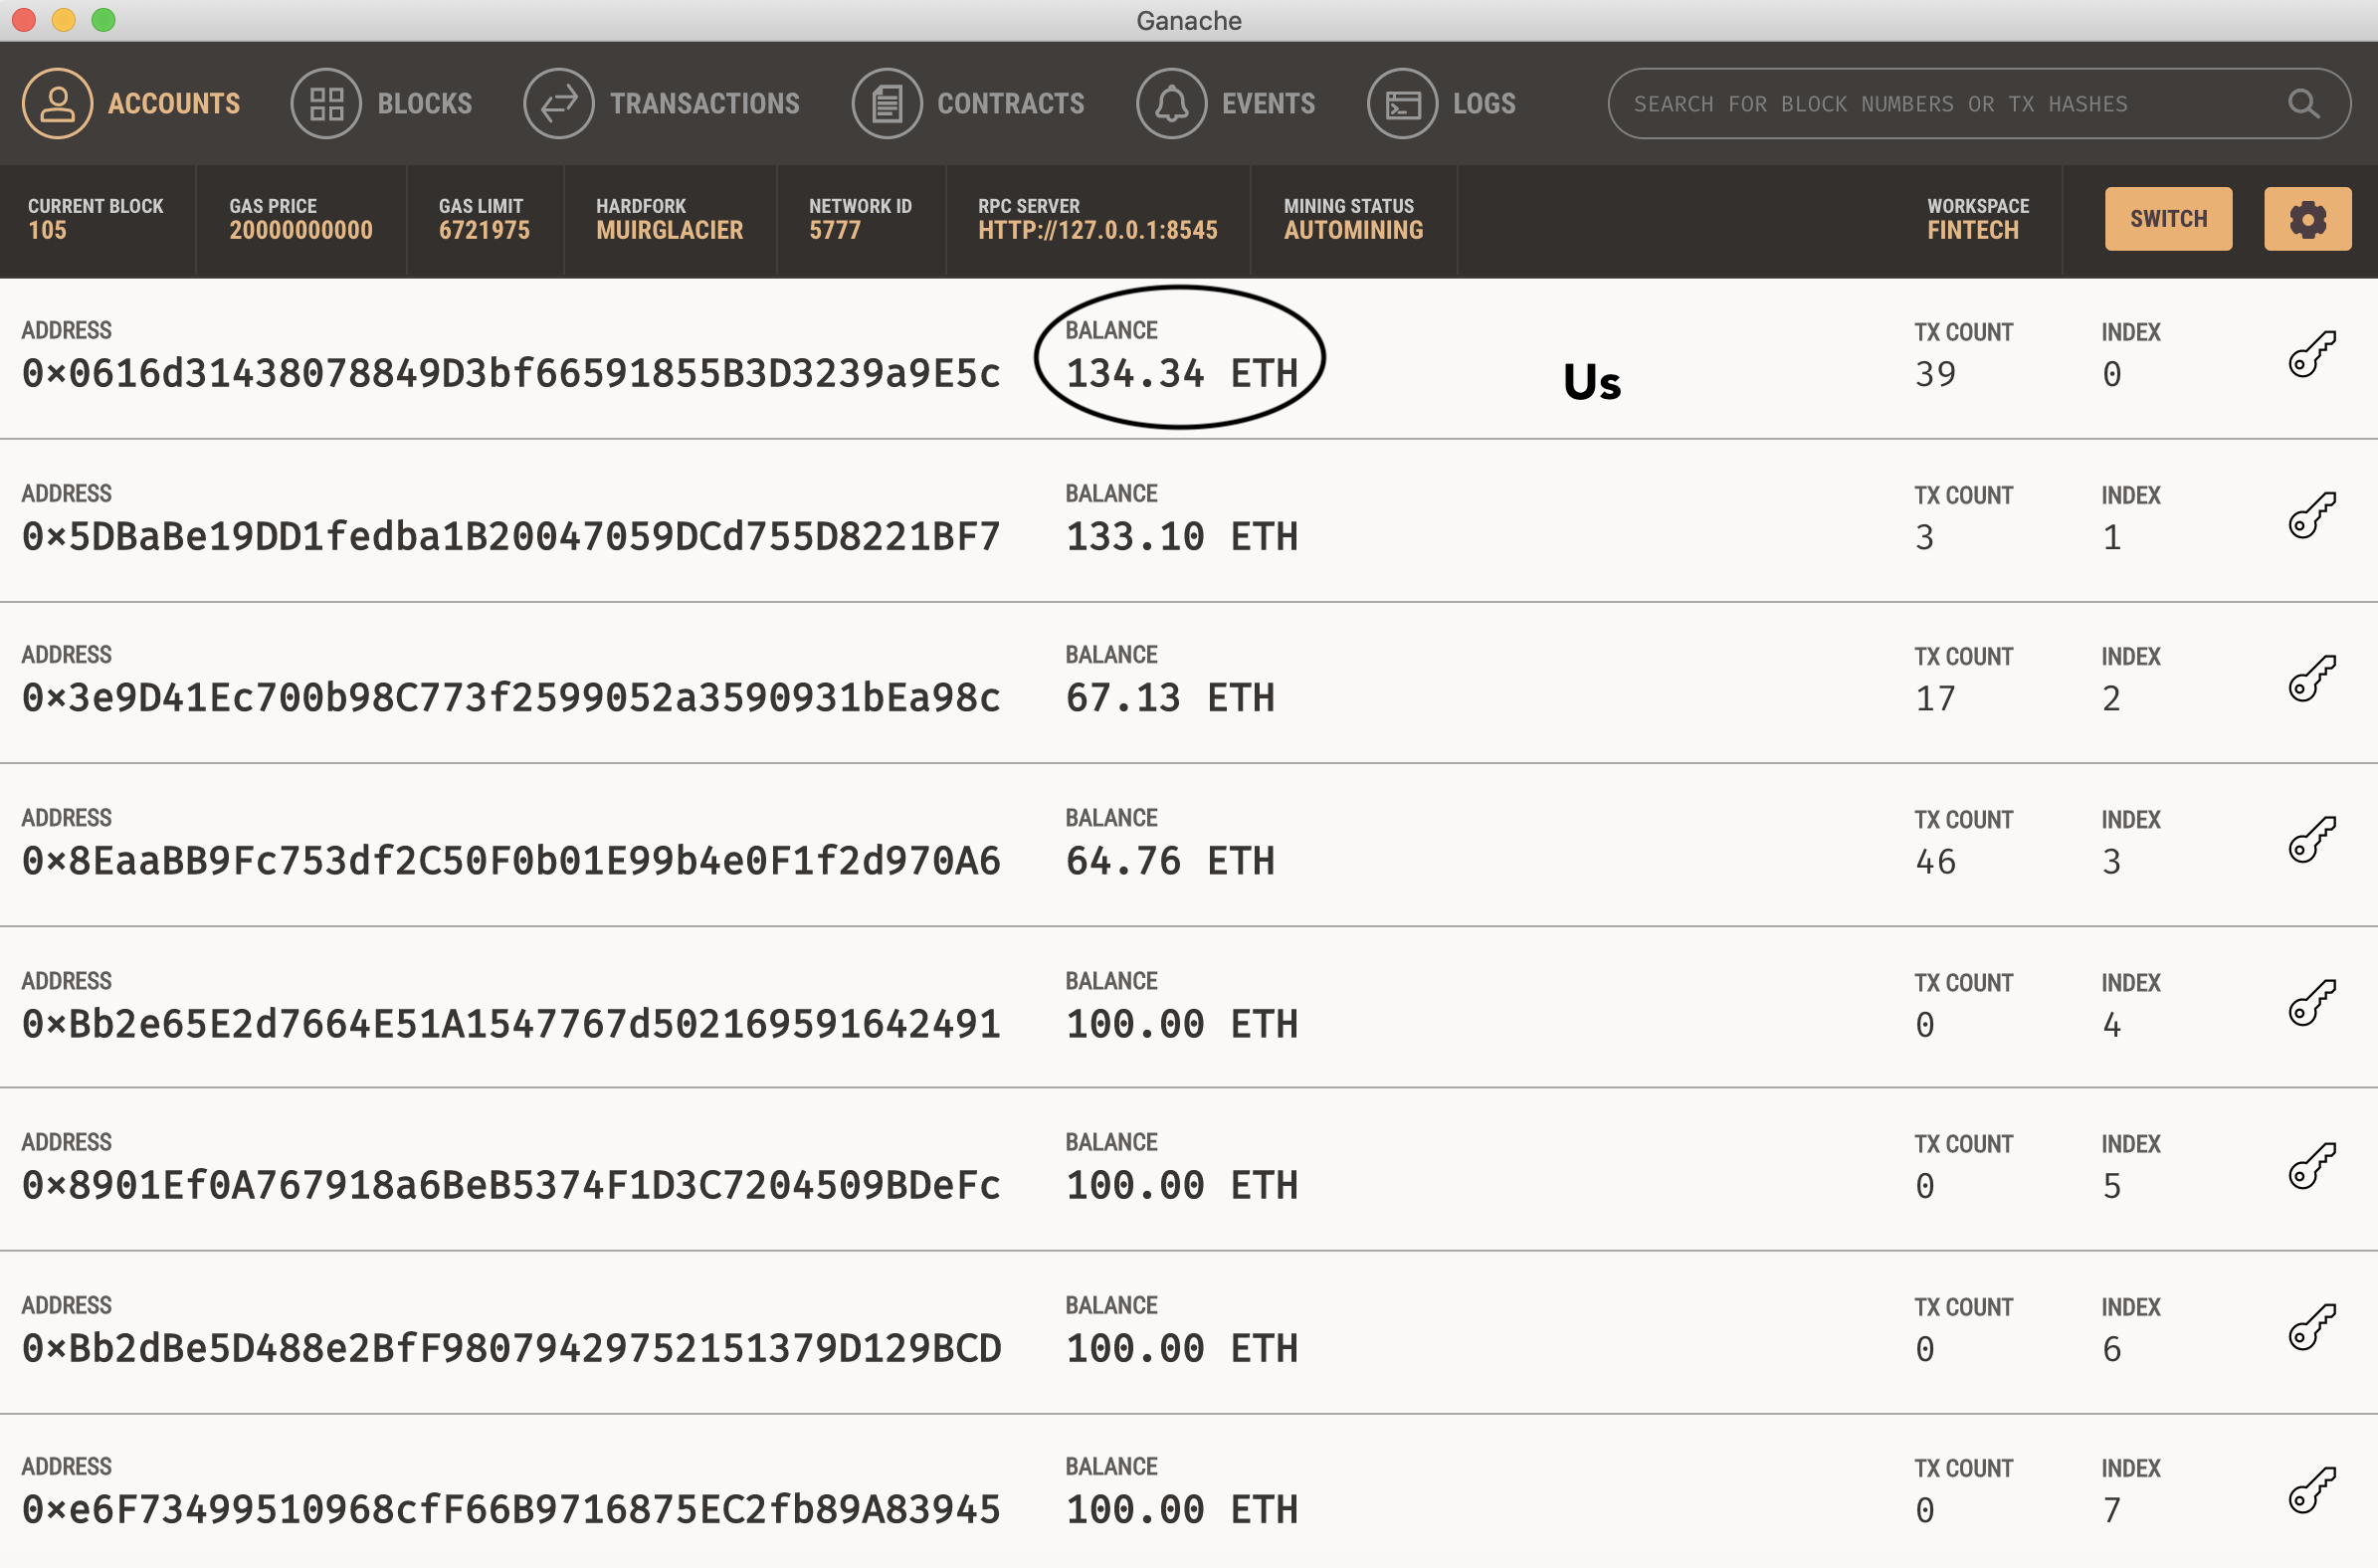 Ganache
ACCOUNTS BLOCKS TRANSACTIONS CONTRACTS EVENTS LOGS SEARCH FOR BLOCK NUMBERS OR TX HASHES
CURRENT BLOCK GAS PRICE GAS LIMIT HARDFORK NETWORK ID RPC SERVER MINING STATUS WORKSPACE
105 20000000000 6721975 MUIRGLACIER 5777 HTTP://127.0.0.1:8545 AUTOMINING FINTECH SWITCH
ADDRESS BALANCE TX COUNT INDEX
0×0616d31438078849D3bf66591855B3D3239a9E5c 134.34 ETH Us 39 0
ADDRESS BALANCE TX COUNT INDEX
0×5DBaBe19DD1fedba1B20047059DCd755D8221BF7 133.10 ETH 3 1
ADDRESS BALANCE TX COUNT INDEX
0×3e9D41Ec700b98C773f2599052a3590931bEa98c 67.13 ETH 17 2
ADDRESS BALANCE TX COUNT INDEX
0×8EaaBB9Fc753df2C50F0b01E99b4e0F1f2d970A6 64.76 ETH 46 3
ADDRESS BALANCE TX COUNT INDEX
0×Bb2e65E2d7664E51A1547767d502169591642491 100.00 ETH 0 4
ADDRESS BALANCE TX COUNT INDEX
0×8901Ef0A767918a6BeB5374F1D3C7204509BDeFc 100.00 ETH 0 5
ADDRESS BALANCE TX COUNT INDEX
0×Bb2dBe5D488e2BfF980794297521513​79D129BCD 100.00 ETH 0 6
ADDRESS BALANCE TX COUNT INDEX
0×e6F73499510968cfF66B9716875EC2fb89A83945 100.00 ETH 0 7